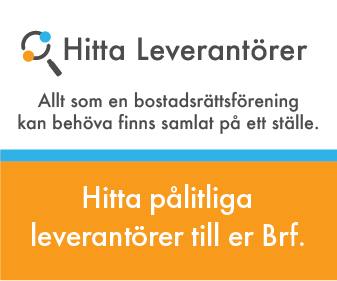 Hitta Leverantörer
Allt som en bostadsrättsförening
kan behöva finns samlat på ett ställe.
Hitta pålitliga
leverantörer till er Brf.